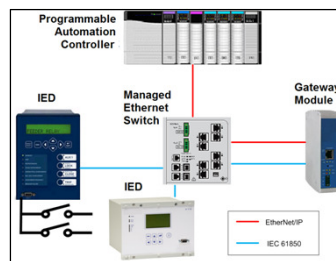 Programmable
Automation
Controller
IED
Managed
Ethernet
Switch
Gateway
Module
IED
EtherNet/IP
IEC 61850